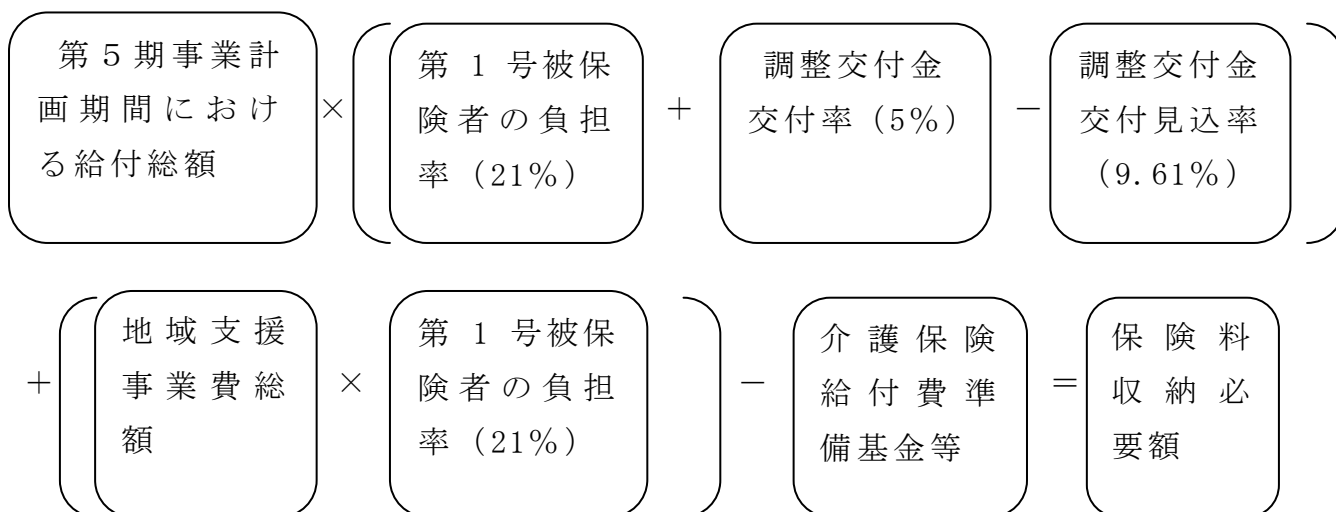 第5期事業計
画期間におけ
る給付総額
×
第1号被保
険者の負担
率（21%）
+
調整交付金
交付率（5%）
－
調整交付金
交付見込率
（9.61%）
+
地域支援
事業費総
額
×
第1号被保
険者の負担
率（21%）
－
介護保険
給付費準
備基金等
=
保険料
収納必
要額